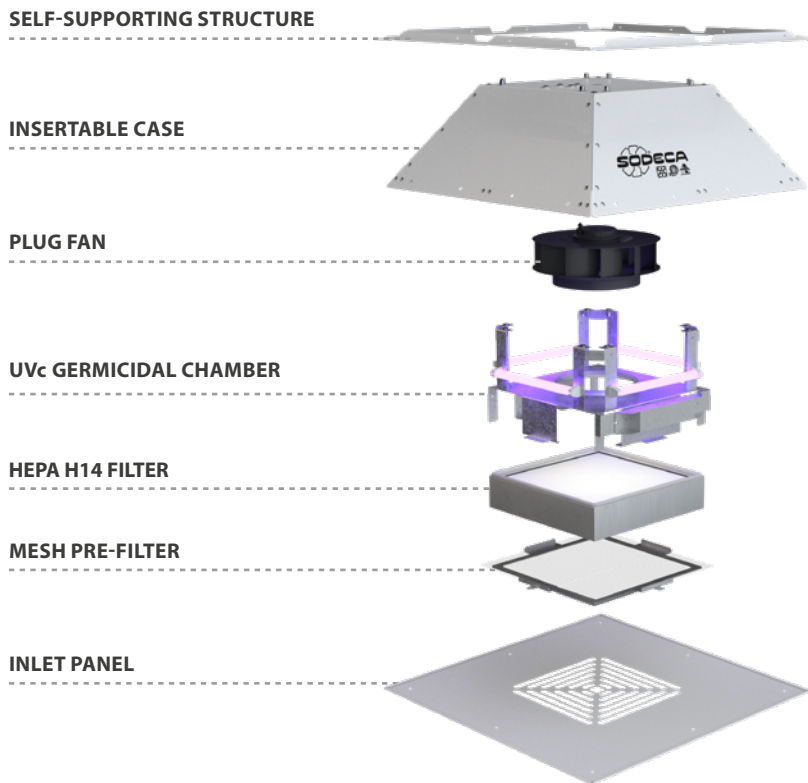 SELF-SUPPORTING STRUCTURE
INSERTABLE CASE
SODECA
PLUG FAN
UVc GERMICIDAL CHAMBER
HEPA H14 FILTER
MESH PRE-FILTER
INLET PANEL